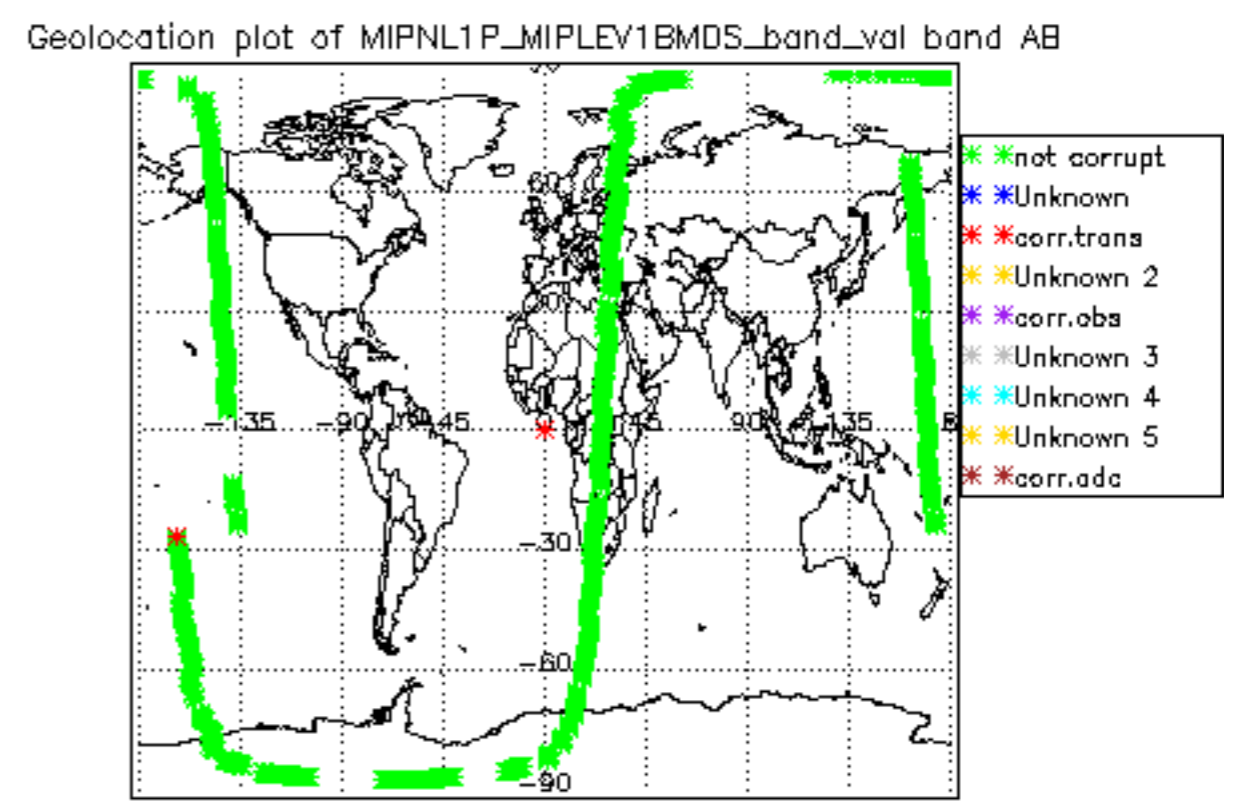 Geolocation plot of MIPNL1P_MIPLEV1BMDS_band_val band AB
not corrupt
Unknown
corr.trans
Unknown 2
corr.obs
Unknown 3
Unknown 4
Unknown 5
corr.adc
60
-135 -90 -45 45 90 135
-30
-60
-90